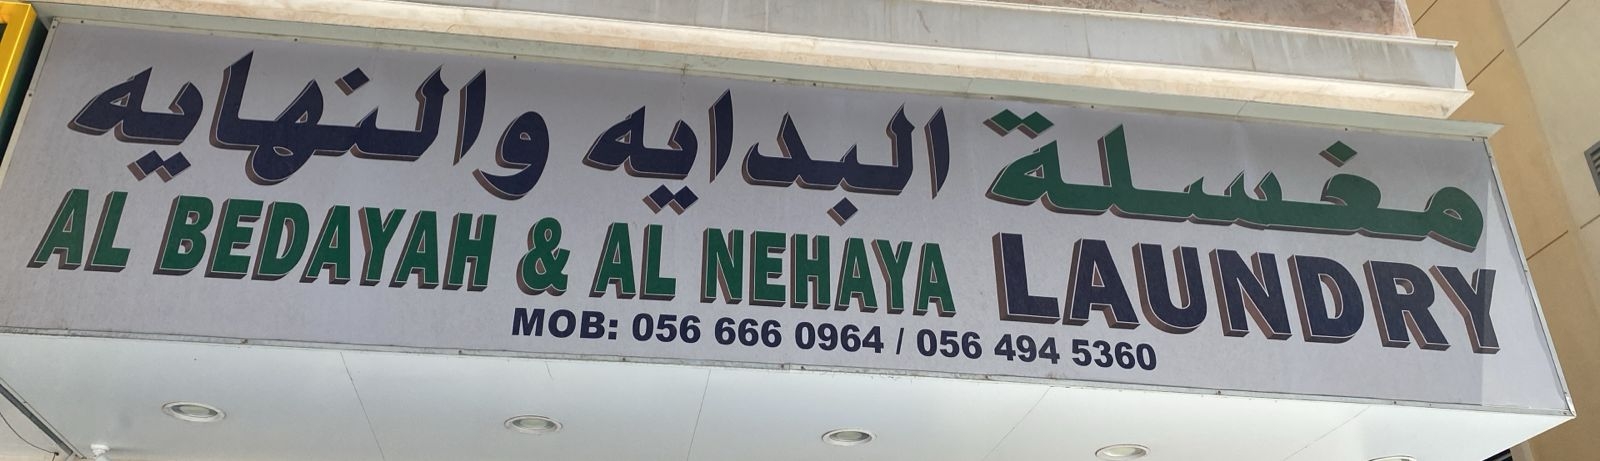 مغسلة البدايه والنهايه
AL BEDAYAH & AL NEHAYA LAUNDRY
MOB: 056 666 0964 / 056 494 5360